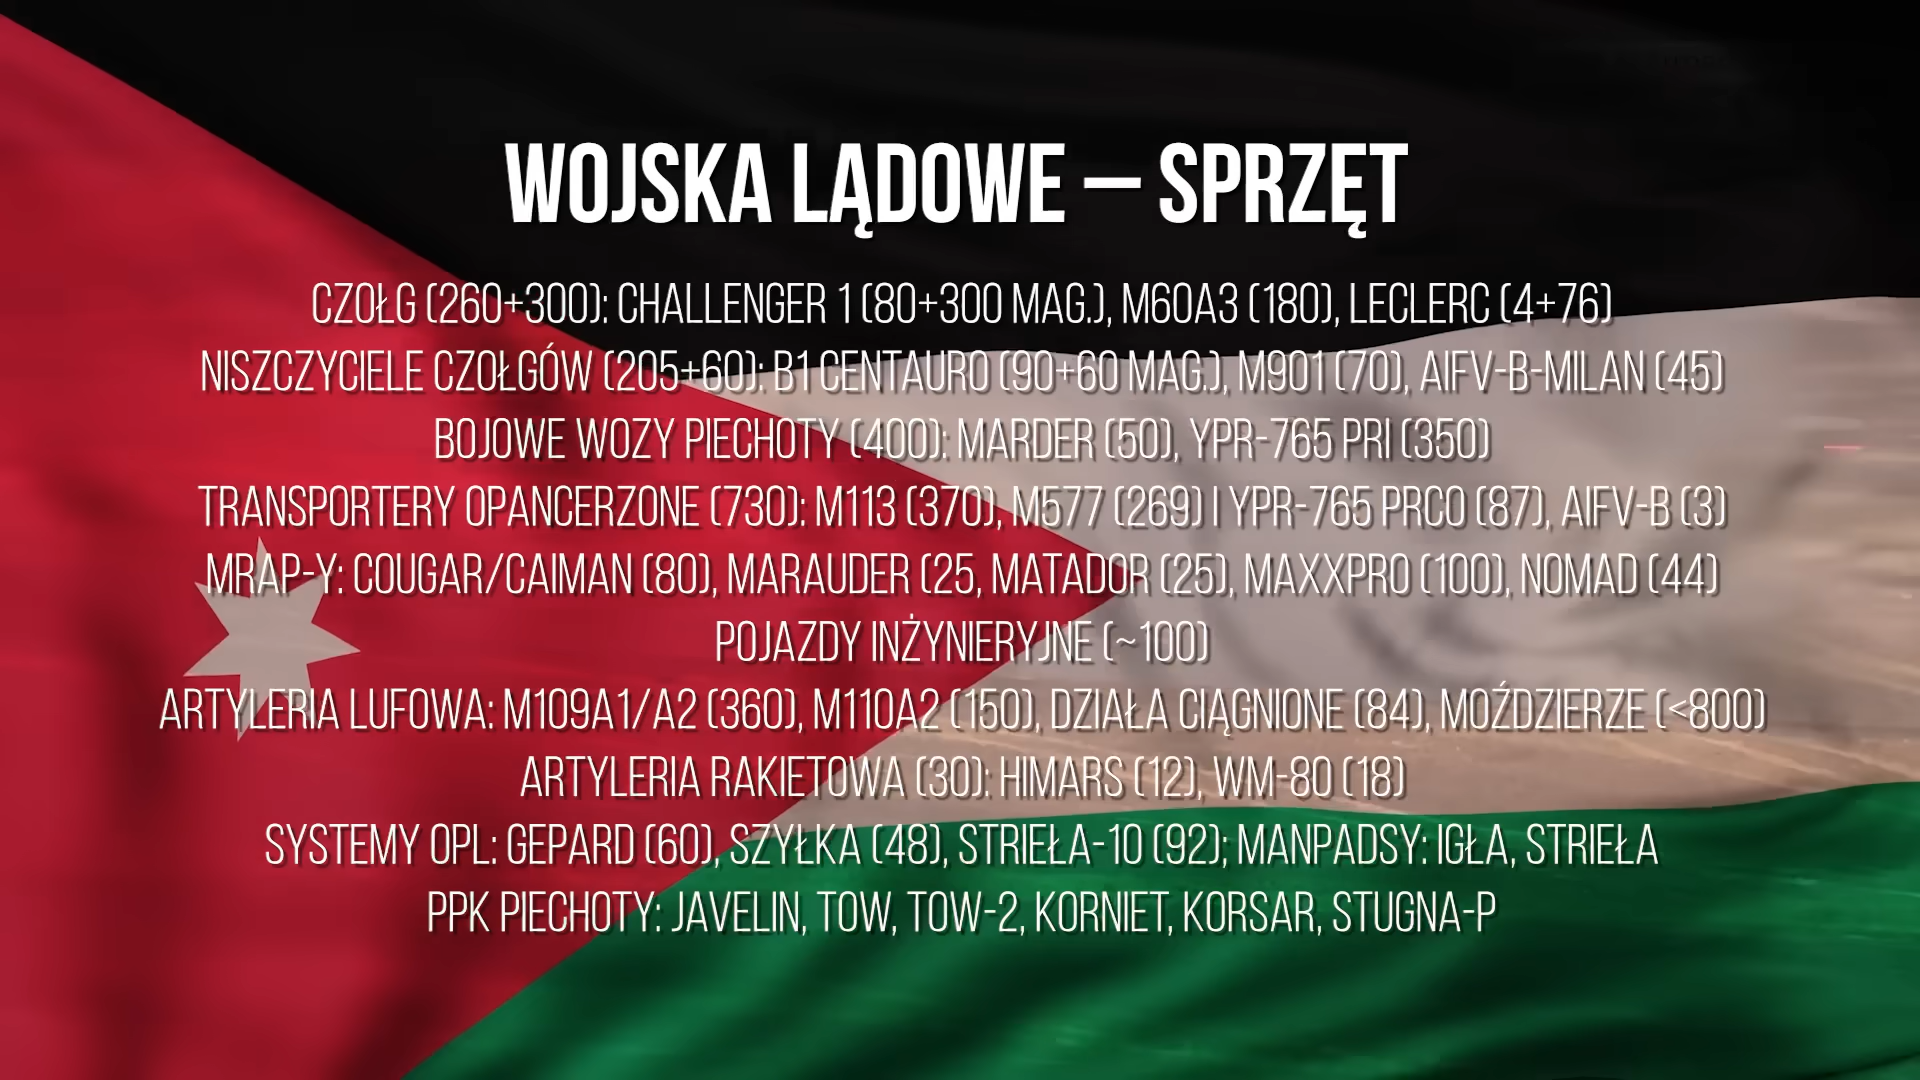 WOJSKA LĄDOWE – SPRZĘT
CZOŁG (260+300): CHALLENGER 1 (80+300 MAG.), M60A3 (180), LECLERC (4+76)
NISZCZYCIELE CZOŁGÓW (205+60): B1 CENTAURO (90+60 MAG.), M901 (70), AIFV-B-MILAN (45)
BOJOWE WOZY PIECHOTY (400): MARDER (50), YPR-765 PRI (350)
TRANSPORTERY OPANCERZONE (730): M113 (370), M577 (269) I YPR-765 PRCO (87), AIFV-B (3)
MRAP-Y: COUGAR/CAIMAN (80), MARAUDER (25, MATADOR (25), MAXXPRO (100), NOMAD (44)
POJAZDY INŻYNIERYJNE (~100)
ARTYLERIA LUFOWA: M109A1/A2 (360), M110A2 (150), DZIAŁA CIĄGNIONE (84), MOŹDZIERZE (<800)
ARTYLERIA RAKIETOWA (30): HIMARS (12), WM-80 (18)
SYSTEMY OPL: GEPARD (60), SZYŁKA (48), STRIEŁA-10 (92); MANPADSY: IGŁA, STRIEŁA
PPK PIECHOTY: JAVELIN, TOW, TOW-2, KORNIET, KORSAR, STUGNA-P